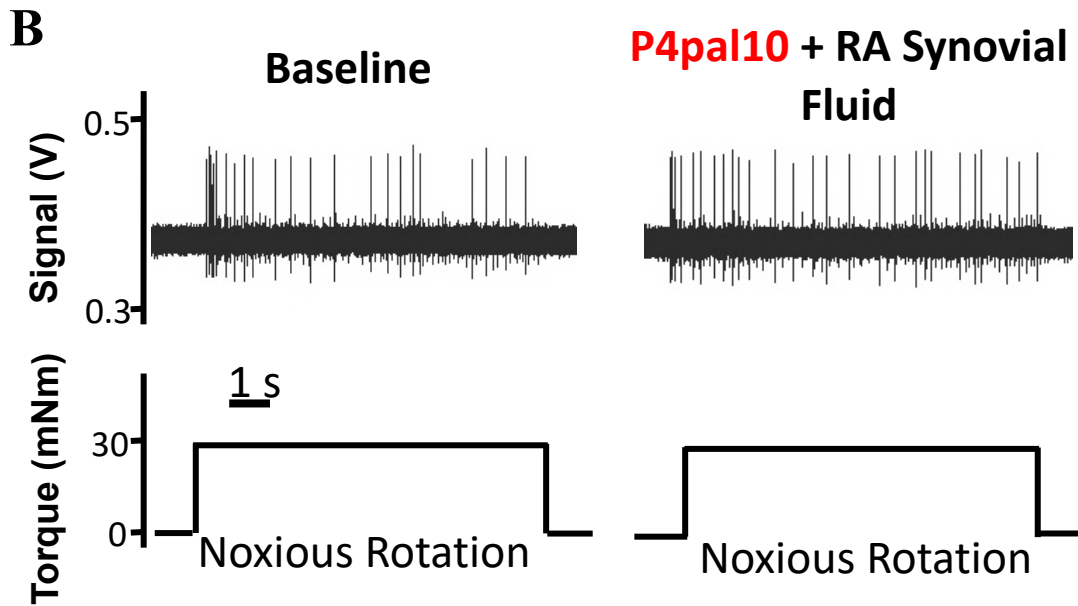 B
Baseline
P4pal10 + RA Synovial
Fluid
Signal (V)
0.5
0.3
1 s
Torque (mNm)
30
0
Noxious Rotation
Noxious Rotation